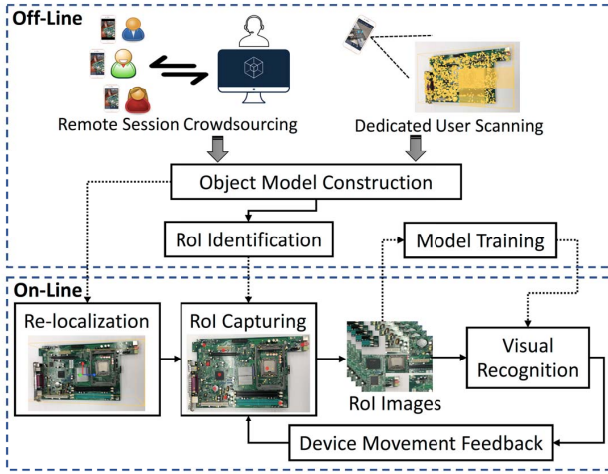 Off-Line
Remote Session Crowdsourcing
Dedicated User Scanning
Object Model Construction
RoI Identification
Model Training
On-Line
Re-localization
RoI Capturing
RoI Images
Visual
Recognition
Device Movement Feedback